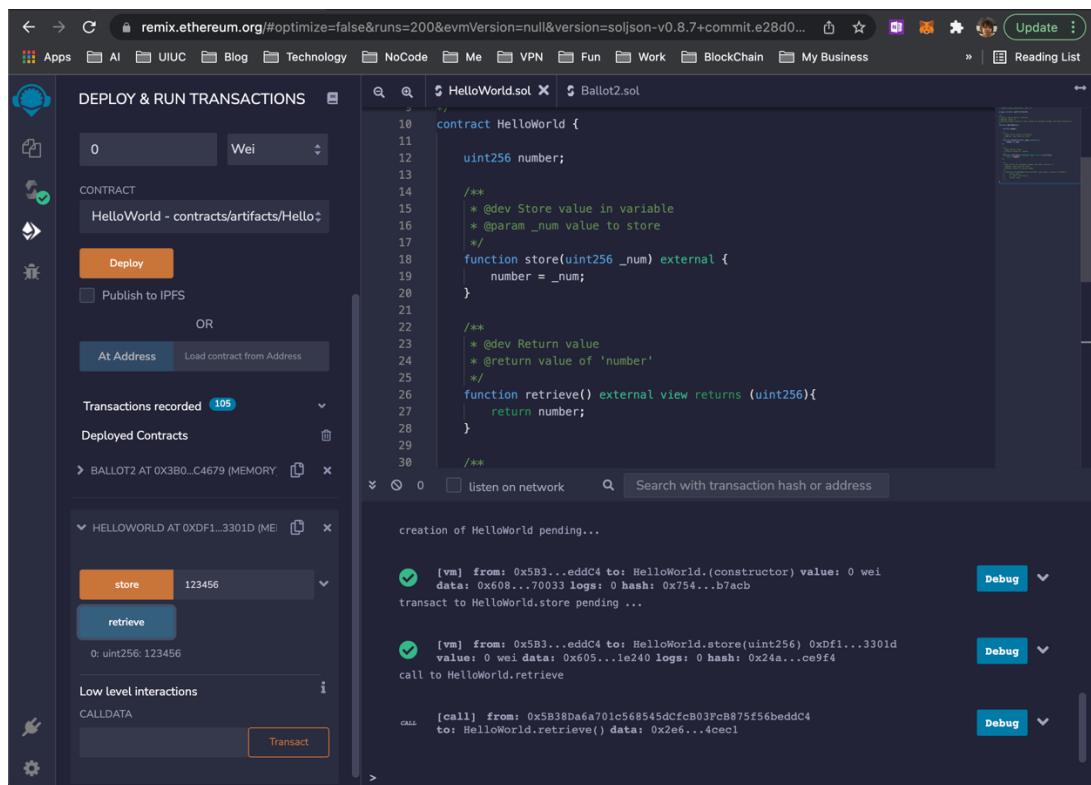 remix.ethereum.org/#optimize=false&runs=200&evmVersion=null&version=soljson-v0.8.7+commit.e28d0...
Update
Apps AI UIUC Blog Technology NoCode Me VPN Fun Work BlockChain My Business » Reading List
DEPLOY & RUN TRANSACTIONS
0 Wei
CONTRACT
HelloWorld - contracts/artifacts/Hello
Deploy
Publish to IPFS
OR
At Address Load contract from Address
Transactions recorded 105
Deployed Contracts
BALLOT2 AT 0X3B0...C4679 (MEMORY)
HELLOWORLD AT 0XDF1...3301D (ME
store 123456
retrieve
0: uint256: 123456
Low level interactions i
CALLDATA
Transact
HelloWorld.sol Ballot2.sol
9 */
10 contract HelloWorld {
11
12 uint256 number;
13
14 /**
15 * @dev Store value in variable
16 * @param _num value to store
17 */
18 function store(uint256 _num) external {
19 number = _num;
20 }
21
22 /**
23 * @dev Return value
24 * @return value of 'number'
25 */
26 function retrieve() external view returns (uint256){
27 return number;
28 }
29
30 /**
0 listen on network Search with transaction hash or address
creation of HelloWorld pending...
[vm] from: 0x5B3...eddC4 to: HelloWorld.(constructor) value: 0 wei
data: 0x608...70033 logs: 0 hash: 0x754...b7acb
Debug
transact to HelloWorld.store pending ...
[vm] from: 0x5B3...eddC4 to: HelloWorld.store(uint256) 0xDf1...3301d
value: 0 wei data: 0x605...1e240 logs: 0 hash: 0x24a...ce9f4
Debug
call to HelloWorld.retrieve
CALL [call] from: 0x5B38Da6a701c568545dCfcB03FcB875f56beddC4
to: HelloWorld.retrieve() data: 0x2e6...4cec1
Debug
>